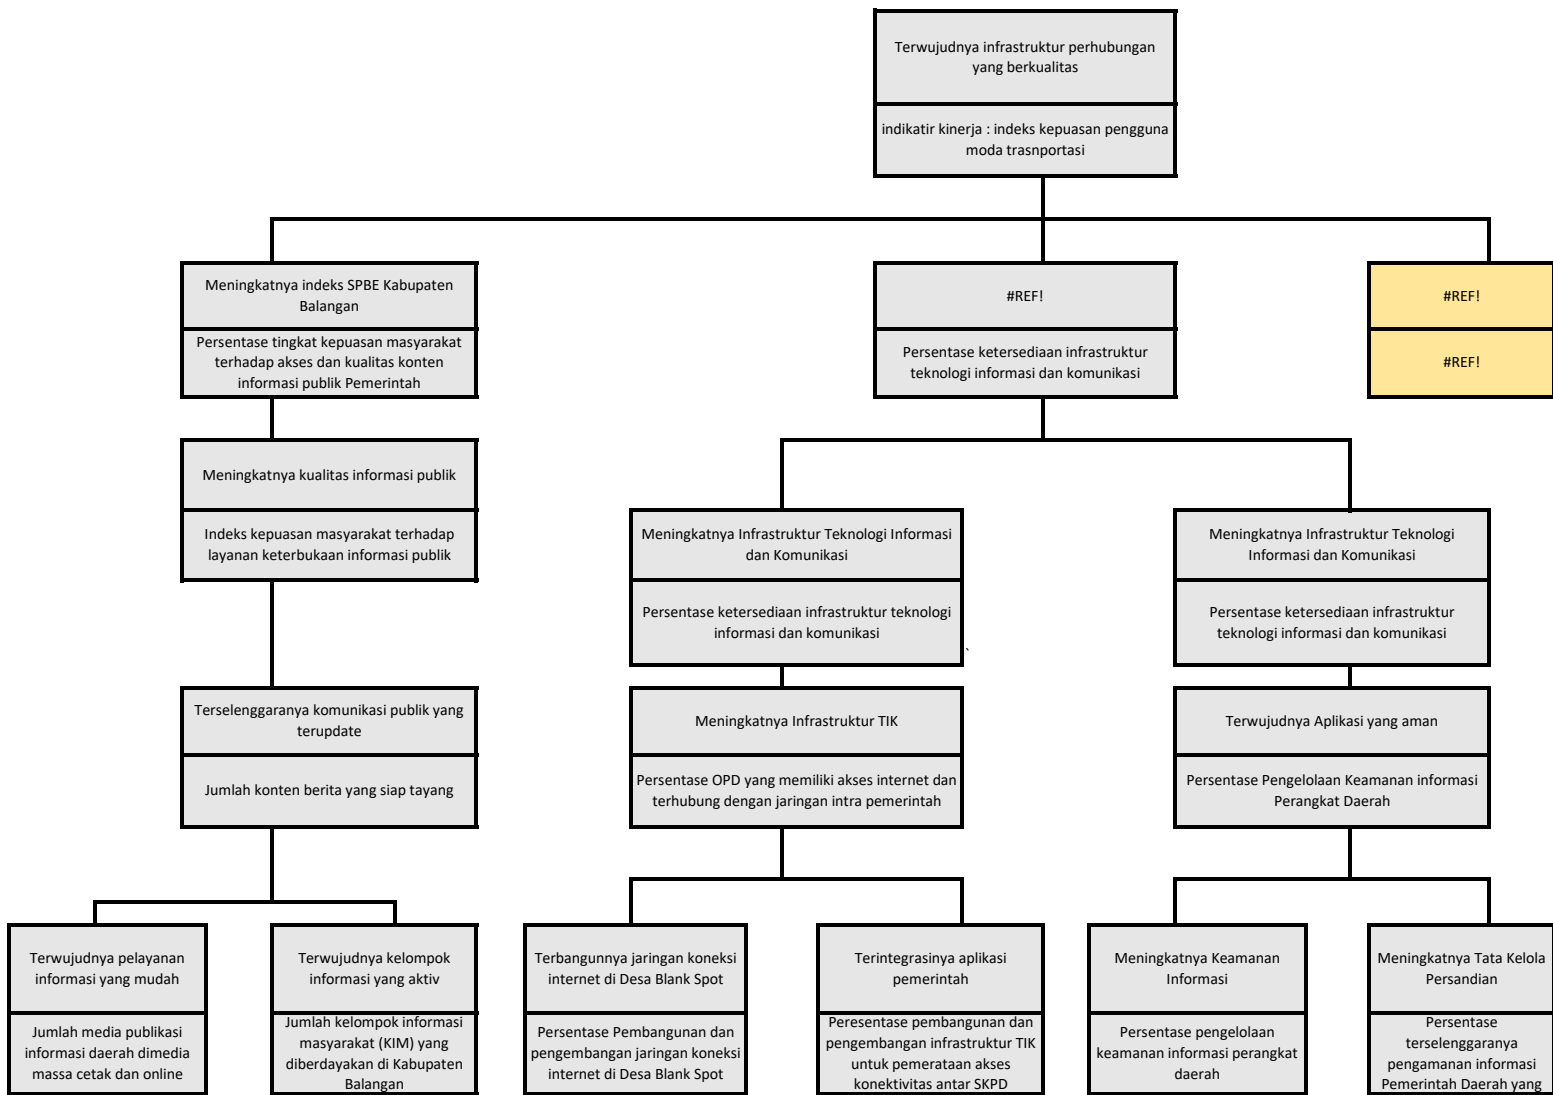 Terwujudnya infrastruktur perhubungan
yang berkualitas
indikatir kinerja : indeks kepuasan pengguna
moda trasnportasi
Meningkatnya indeks SPBE Kabupaten
Balangan
Persentase tingkat kepuasan masyarakat
terhadap akses dan kualitas konten
informasi publik Pemerintah
#REF!
Persentase ketersediaan infrastruktur
teknologi informasi dan komunikasi
#REF!
#REF!
Meningkatnya kualitas informasi publik
Indeks kepuasan masyarakat terhadap
layanan keterbukaan informasi publik
Meningkatnya Infrastruktur Teknologi Informasi
dan Komunikasi
Persentase ketersediaan infrastruktur teknologi
informasi dan komunikasi
`
Meningkatnya Infrastruktur Teknologi
Informasi dan Komunikasi
Persentase ketersediaan infrastruktur
teknologi informasi dan komunikasi
Terselenggaranya komunikasi publik yang
terupdate
Jumlah konten berita yang siap tayang
Meningkatnya Infrastruktur TIK
Persentase OPD yang memiliki akses internet dan
terhubung dengan jaringan intra pemerintah
Terwujudnya Aplikasi yang aman
Persentase Pengelolaan Keamanan informasi
Perangkat Daerah
Terwujudnya pelayanan
informasi yang mudah
Jumlah media publikasi
informasi daerah dimedia
massa cetak dan online
Terwujudnya kelompok
informasi yang aktiv
Jumlah kelompok informasi
masyarakat (KIM) yang
diberdayakan di Kabupaten
Balangan
Terbangunnya jaringan koneksi
internet di Desa Blank Spot
Persentase Pembangunan dan
pengembangan jaringan koneksi
internet di Desa Blank Spot
Terintegrasinya aplikasi
pemerintah
Peresentase pembangunan dan
pengembangan infrastruktur TIK
untuk pemerataan akses
konektivitas antar SKPD
Meningkatnya Keamanan
Informasi
Persentase pengelolaan
keamanan informasi perangkat
daerah
Meningkatnya Tata Kelola
Persandian
Persentase
terselenggaranya
pengamanan informasi
Pemerintah Daerah yang